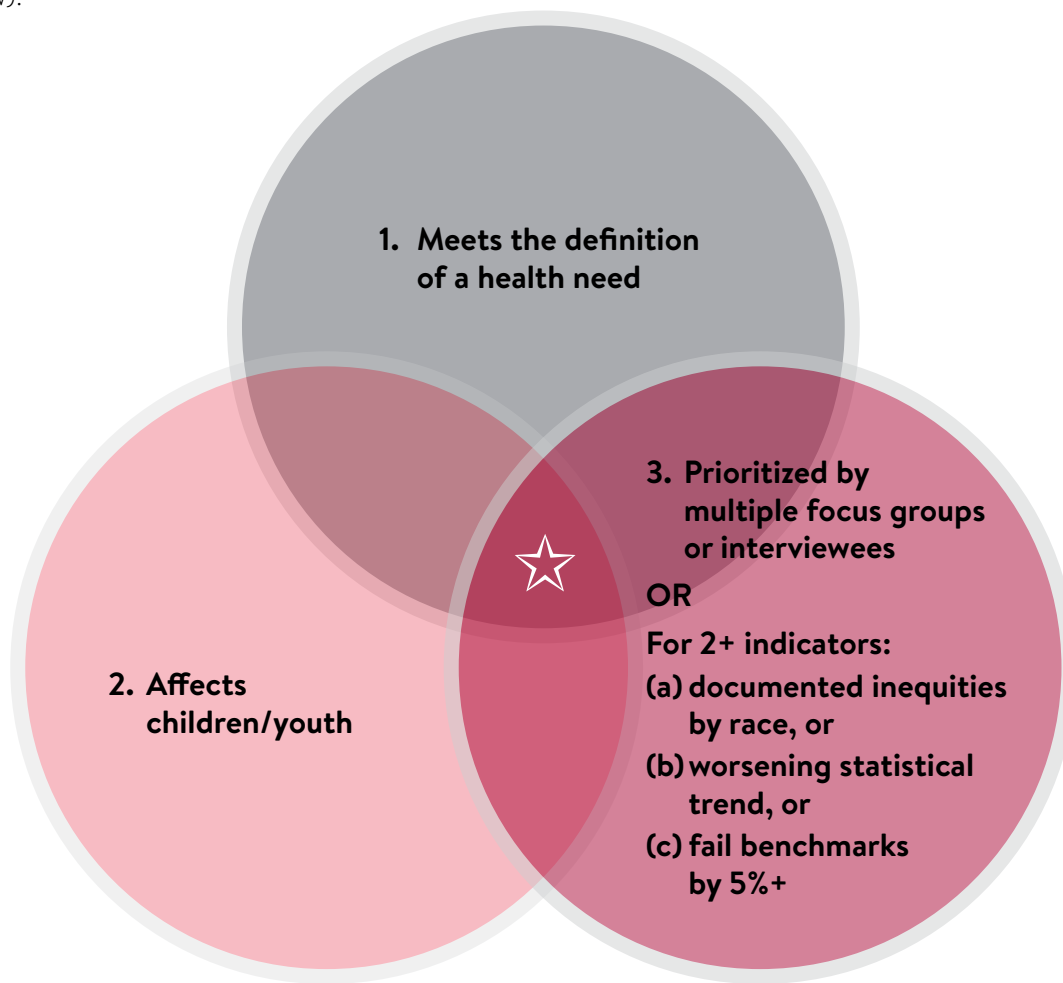 1. Meets the definition
of a health need
2. Affects
children/youth
3. Prioritized by
multiple focus groups
or interviewees
OR
For 2+ indicators:
(a) documented inequities
by race, or
(b) worsening statistical
trend, or
(c) fail benchmarks
by 5%+